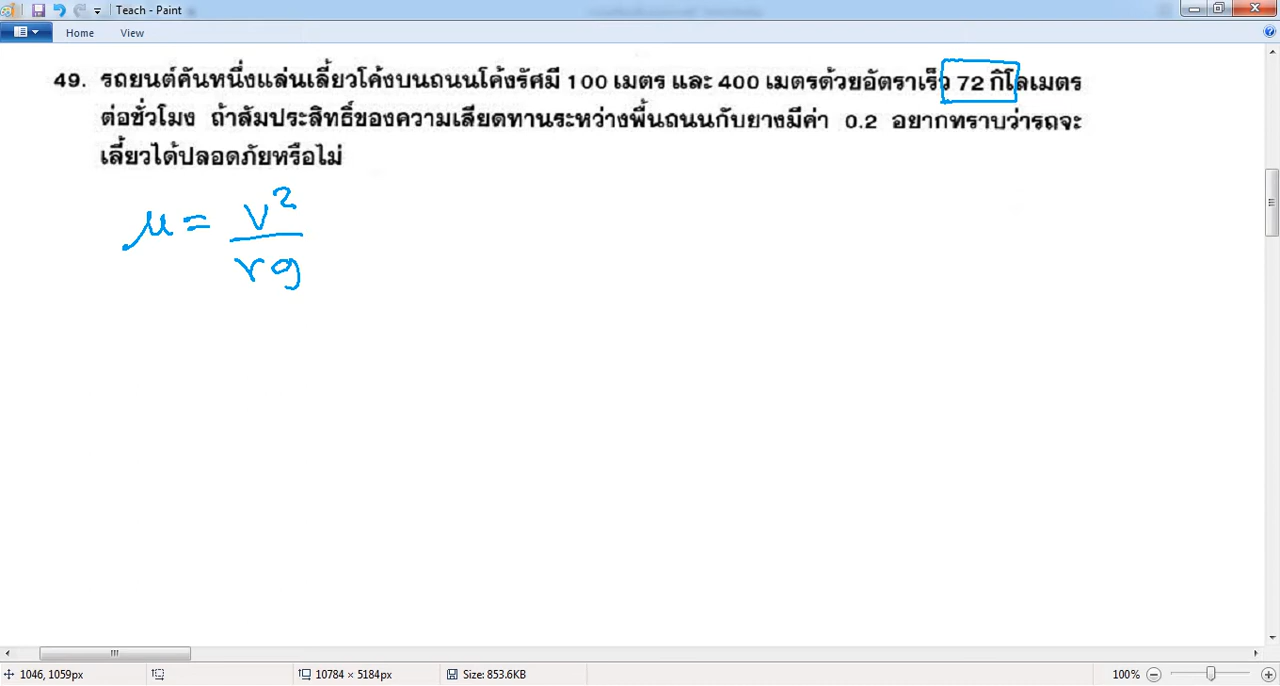 Teach - Paint
Home View
49. รถยนต์คันหนึ่งแล่นเลี้ยวโค้งบนถนนโค้งรัศมี 100 เมตร และ 400 เมตรด้วยอัตราเร็ว 72 กิโลเมตร
ต่อชั่วโมง ถ้าสัมประสิทธิ์ของความเสียดทานระหว่างพื้นถนนกับยางมีค่า 0.2 อยากทราบว่ารถจะ
เลี้ยวได้ปลอดภัยหรือไม่
μ = v²
rg
1046, 1059px 10784 × 5184px Size: 853.6KB 100%